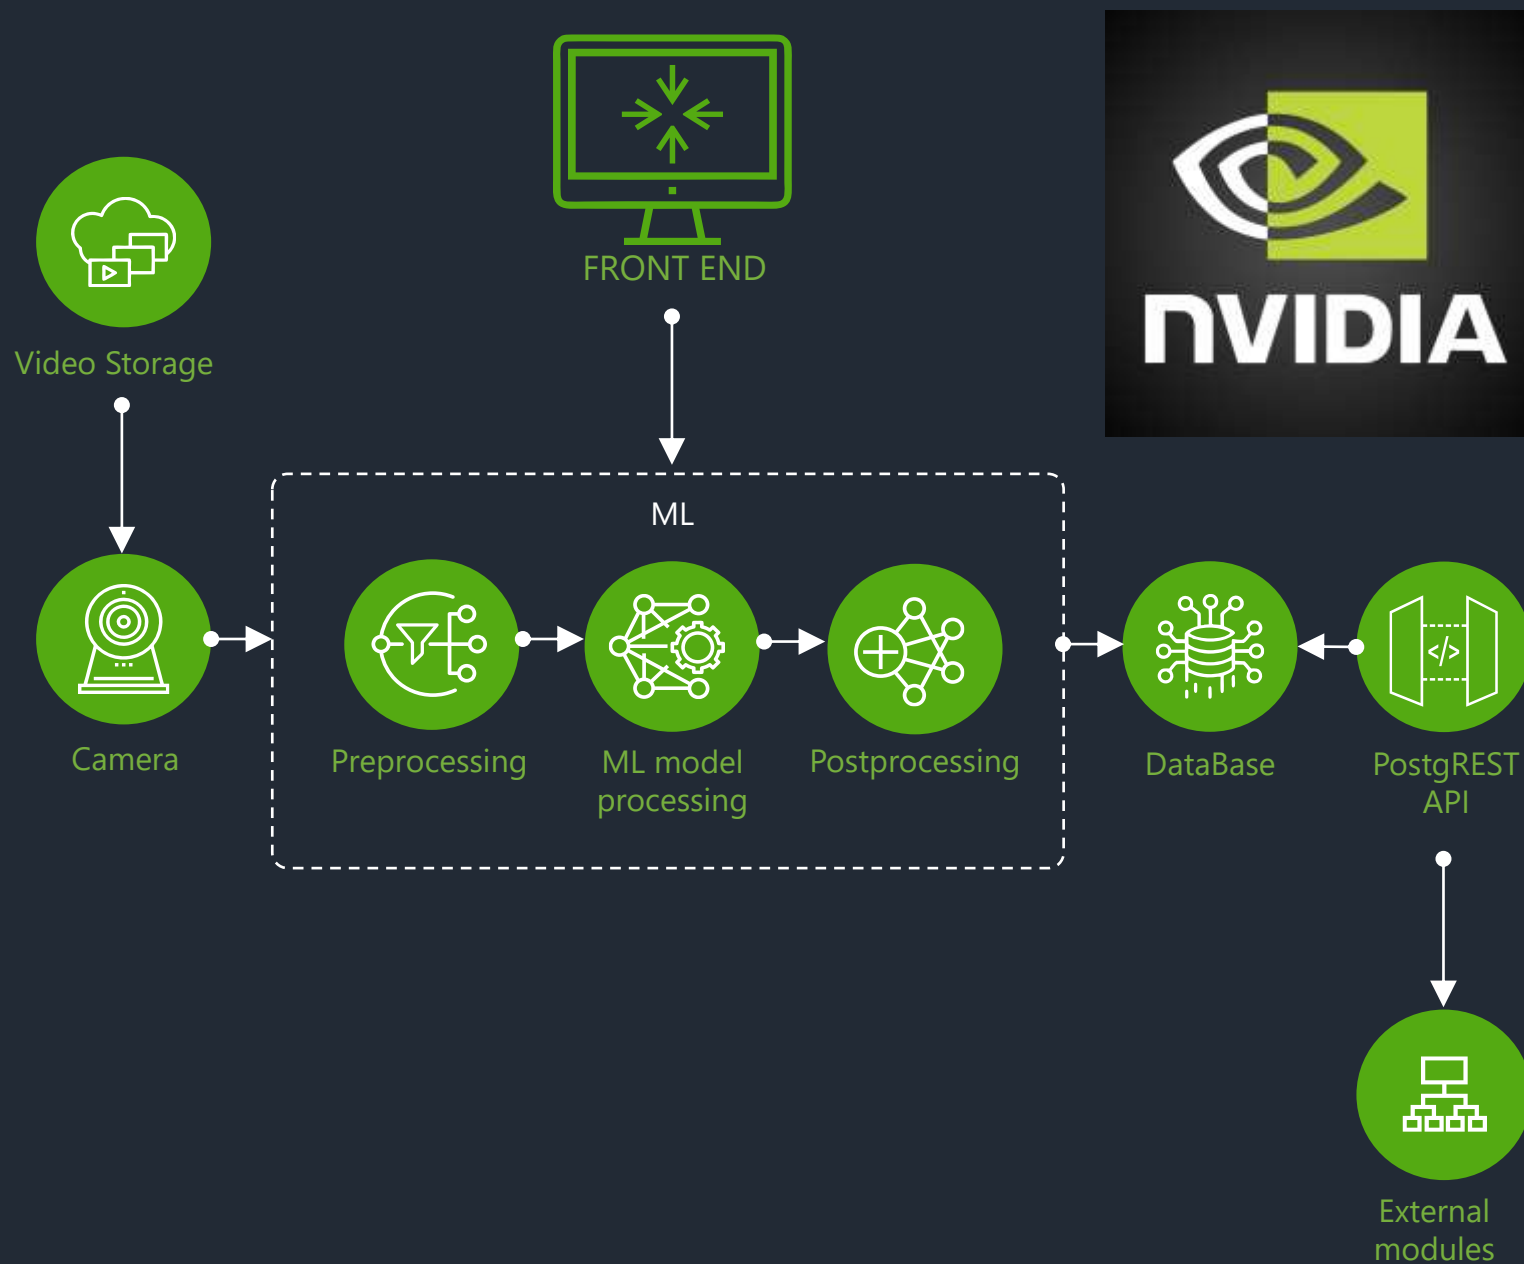 FRONT END
NVIDIA
Video Storage
ML
</>
Camera
Preprocessing
ML model
processing
Postprocessing
DataBase
PostgREST
API
External
modules